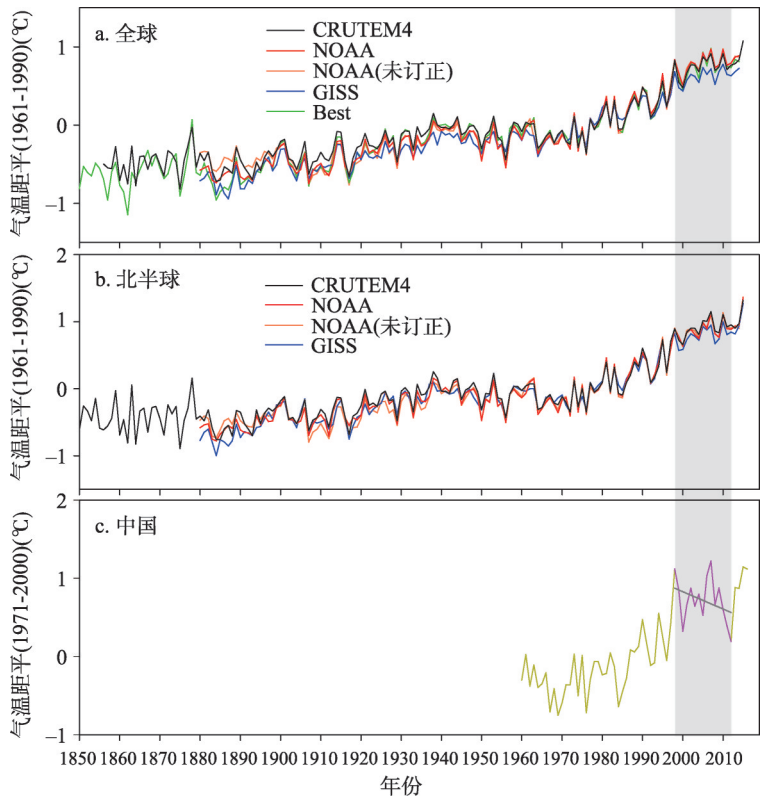 a. 全球
CRUTEM4
NOAA
NOAA(未订正)
GISS
Best
气温距平(1961-1990)(℃)
1
0
–1
b. 北半球
CRUTEM4
NOAA
NOAA(未订正)
GISS
气温距平(1961-1990)(℃)
2
1
0
–1
c. 中国
气温距平(1971-2000)(℃)
2
1
0
–1
1850 1860 1870 1880 1890 1900 1910 1920 1930 1940 1950 1960 1970 1980 1990 2000 2010
年份